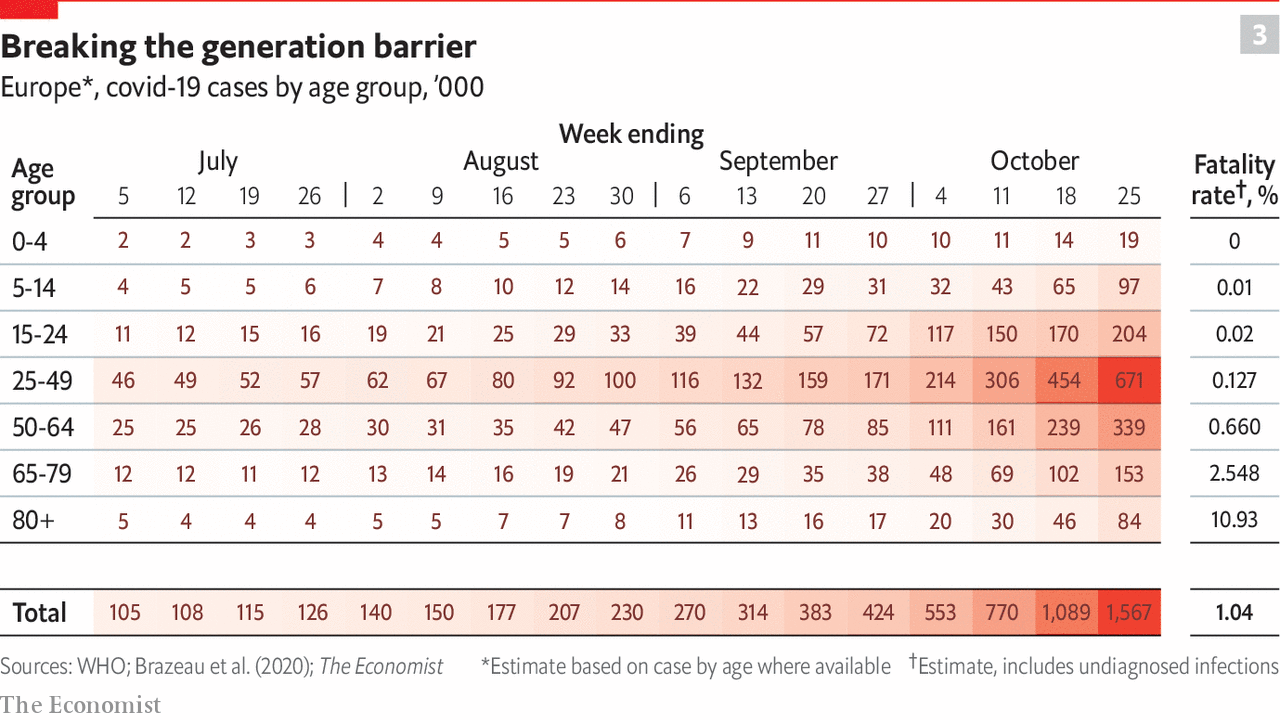 3
Breaking the generation barrier
Europe*, covid-19 cases by age group, ’000
Week ending
July August September October
Age group Fatality rate†, %
5 12 19 26 2 9 16 23 30 6 13 20 27 4 11 18 25
0-4 2 2 3 3 4 4 5 5 6 7 9 11 10 10 11 14 19 0
5-14 4 5 5 6 7 8 10 12 14 16 22 29 31 32 43 65 97 0.01
15-24 11 12 15 16 19 21 25 29 33 39 44 57 72 117 150 170 204 0.02
25-49 46 49 52 57 62 67 80 92 100 116 132 159 171 214 306 454 671 0.127
50-64 25 25 26 28 30 31 35 42 47 56 65 78 85 111 161 239 339 0.660
65-79 12 12 11 12 13 14 16 19 21 26 29 35 38 48 69 102 153 2.548
80+ 5 4 4 4 5 5 7 7 8 11 13 16 17 20 30 46 84 10.93
Total 105 108 115 126 140 150 177 207 230 270 314 383 424 553 770 1,089 1,567 1.04
Sources: WHO; Brazeau et al. (2020); The Economist *Estimate based on case by age where available †Estimate, includes undiagnosed infections
The Economist